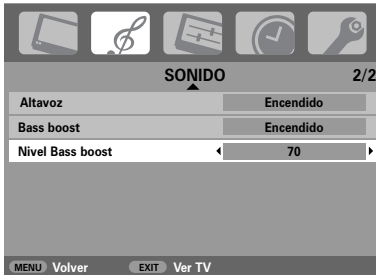 SONIDO 2/2
Altavoz Encendido
Bass boost Encendido
Nivel Bass boost 70
MENU Volver EXIT Ver TV